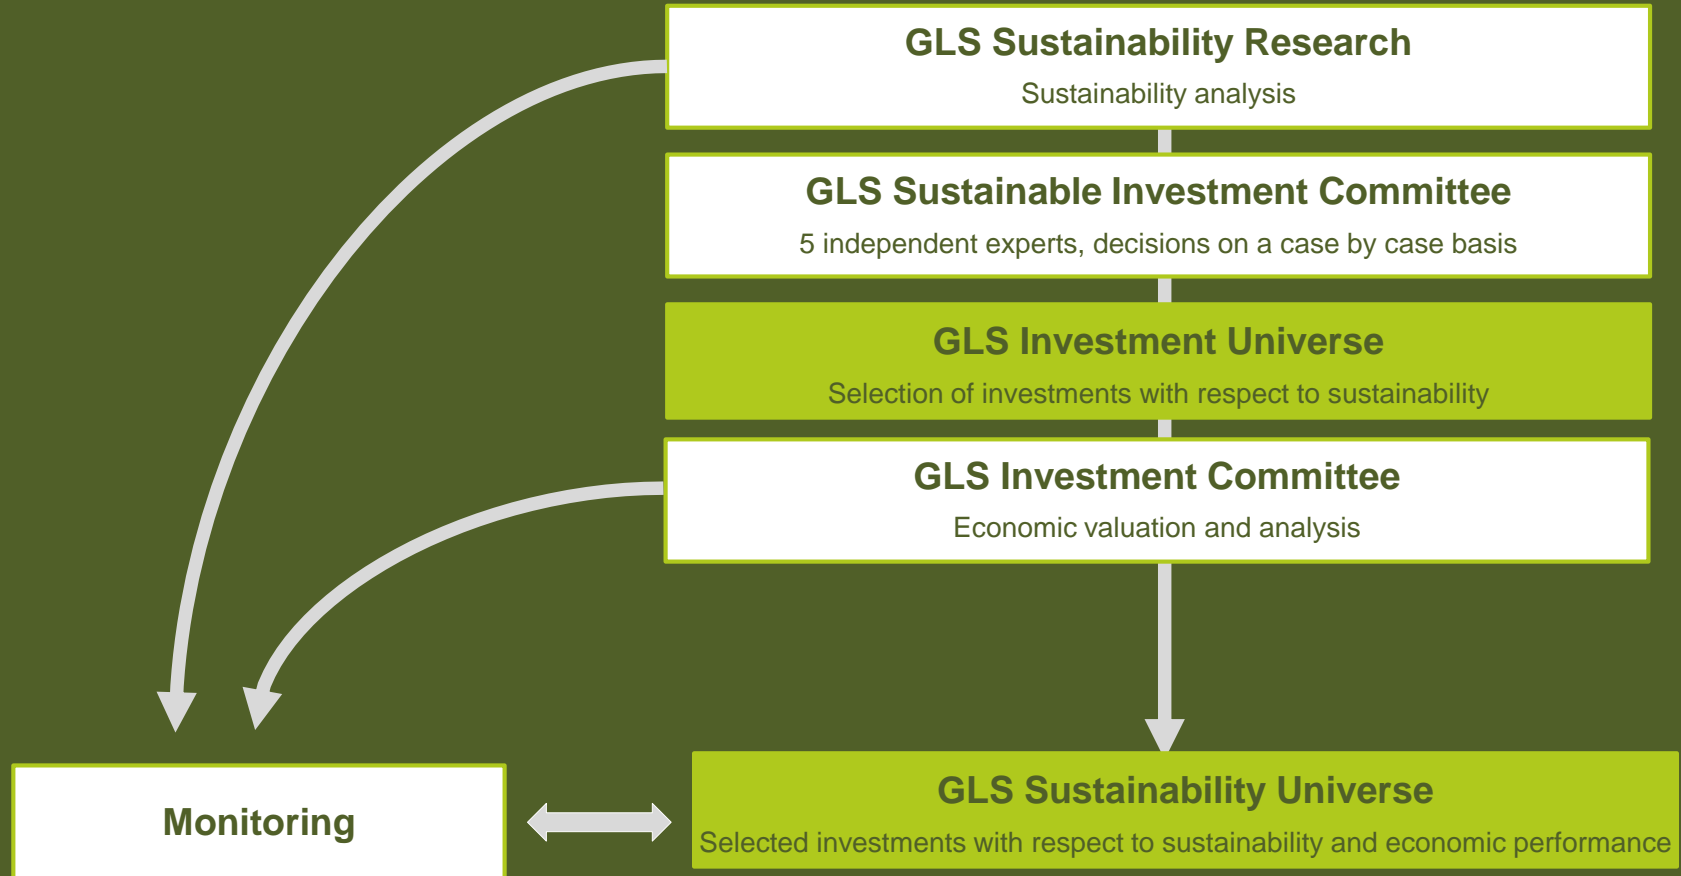 GLS Sustainability Research
Sustainability analysis
GLS Sustainable Investment Committee
5 independent experts, decisions on a case by case basis
GLS Investment Universe
Selection of investments with respect to sustainability
GLS Investment Committee
Economic valuation and analysis
Monitoring
GLS Sustainability Universe
Selected investments with respect to sustainability and economic performance